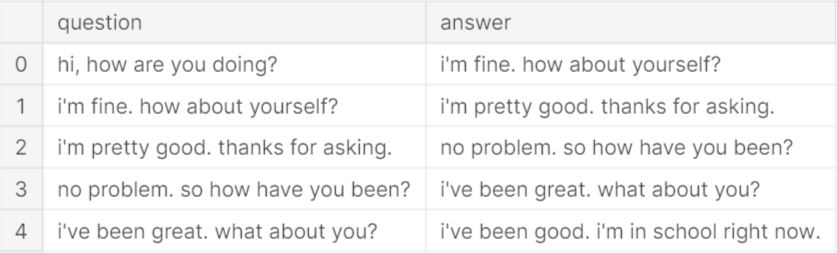 question answer
0 hi, how are you doing? i'm fine. how about yourself?
1 i'm fine. how about yourself? i'm pretty good. thanks for asking.
2 i'm pretty good. thanks for asking. no problem. so how have you been?
3 no problem. so how have you been? i've been great. what about you?
4 i've been great. what about you? i've been good. i'm in school right now.